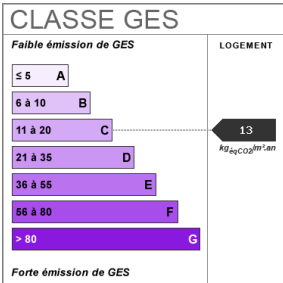 CLASSE GES
Faible émission de GES
LOGEMENT
≤ 5 A
6 à 10 B
11 à 20 C
13
kgéqCO2/m².an
21 à 35 D
36 à 55 E
56 à 80 F
> 80 G
Forte émission de GES